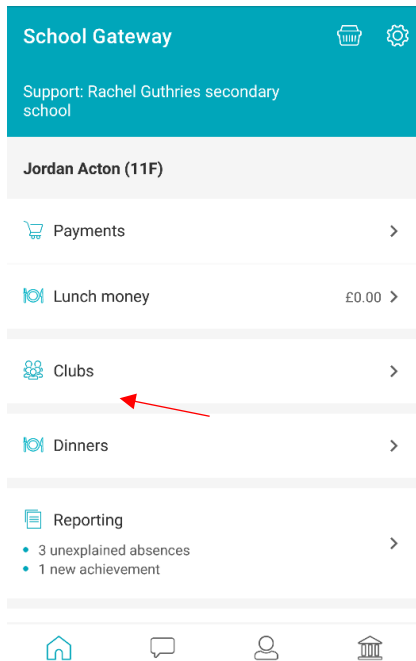 School Gateway
Support: Rachel Guthries secondary
school
Jordan Acton (11F)
Payments
Lunch money £0.00
Clubs
Dinners
Reporting
3 unexplained absences
1 new achievement